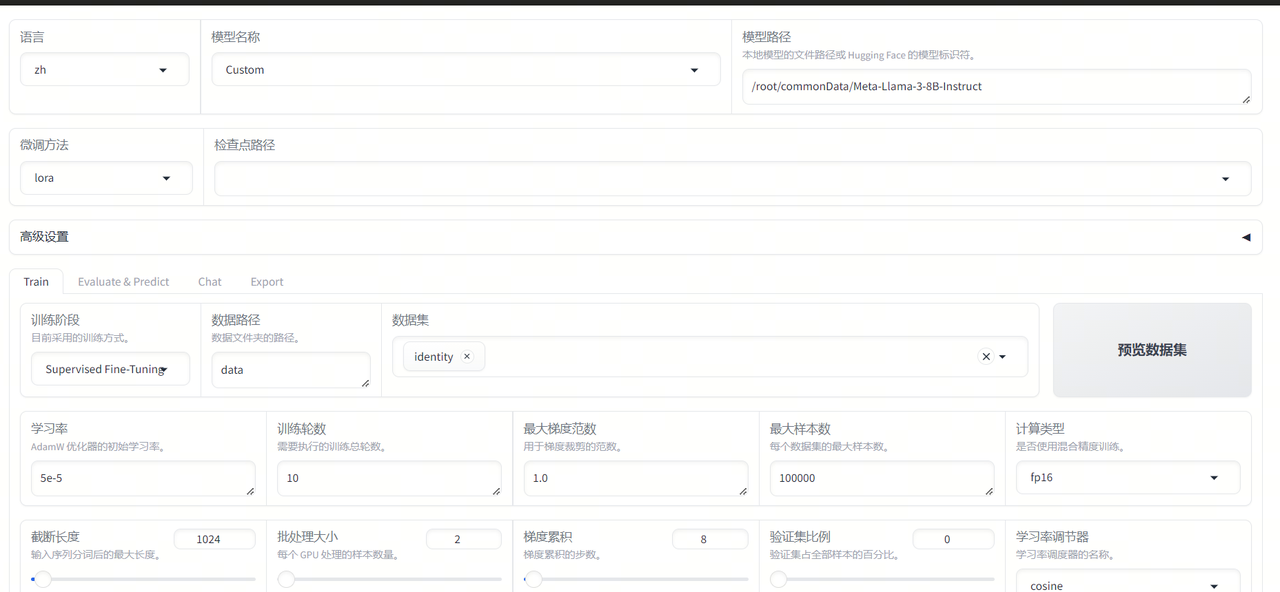 语言
zh
模型名称
Custom
模型路径
本地模型的文件路径或 Hugging Face 的模型标识符。
/root/commonData/Meta-Llama-3-8B-Instruct
微调方法
lora
检查点路径
高级设置
Train
Evaluate & Predict
Chat
Export
训练阶段
目前采用的训练方式。
Supervised Fine-Tuning
数据路径
数据文件夹的路径。
data
数据集
identity
预览数据集
学习率
AdamW 优化器的初始学习率。
5e-5
训练轮数
需要执行的训练总轮数。
10
最大梯度范数
用于梯度裁剪的范数。
1.0
最大样本数
每个数据集的最大样本数。
100000
计算类型
是否使用混合精度训练。
fp16
截断长度
1024
输入序列分词后的最大长度。
批处理大小
2
每个 GPU 处理的样本数量。
梯度累积
8
梯度累积的步数。
验证集比例
0
验证集占全部样本的百分比。
学习率调节器
学习率调度器的名称。
cosine